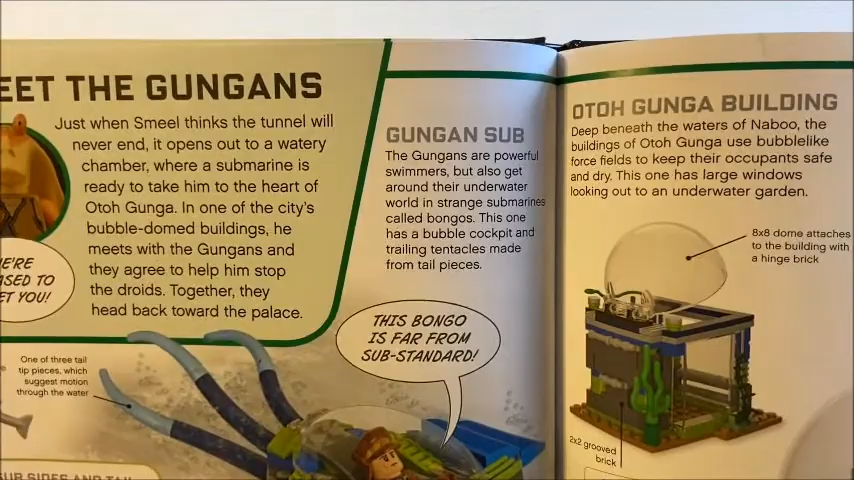 EET THE GUNGANS
Just when Smeel thinks the tunnel will
never end, it opens out to a watery
chamber, where a submarine is
ready to take him to the heart of
Otoh Gunga. In one of the city's
bubble-domed buildings, he
meets with the Gungans and
they agree to help him stop
the droids. Together, they
head back toward the palace.
'RE
ASED TO
ET YOU!
One of three tail
tip pieces, which
suggest motion
through the water
SUB SIDES AND TAIL
GUNGAN SUB
The Gungans are powerful
swimmers, but also get
around their underwater
world in strange submarines
called bongos. This one
has a bubble cockpit and
trailing tentacles made
from tail pieces.
THIS BONGO
IS FAR FROM
SUB-STANDARD!
OTOH GUNGA BUILDING
Deep beneath the waters of Naboo, the
buildings of Otoh Gunga use bubblelike
force fields to keep their occupants safe
and dry. This one has large windows
looking out to an underwater garden.
8x8 dome attaches
to the building with
a hinge brick
2x2 grooved
brick